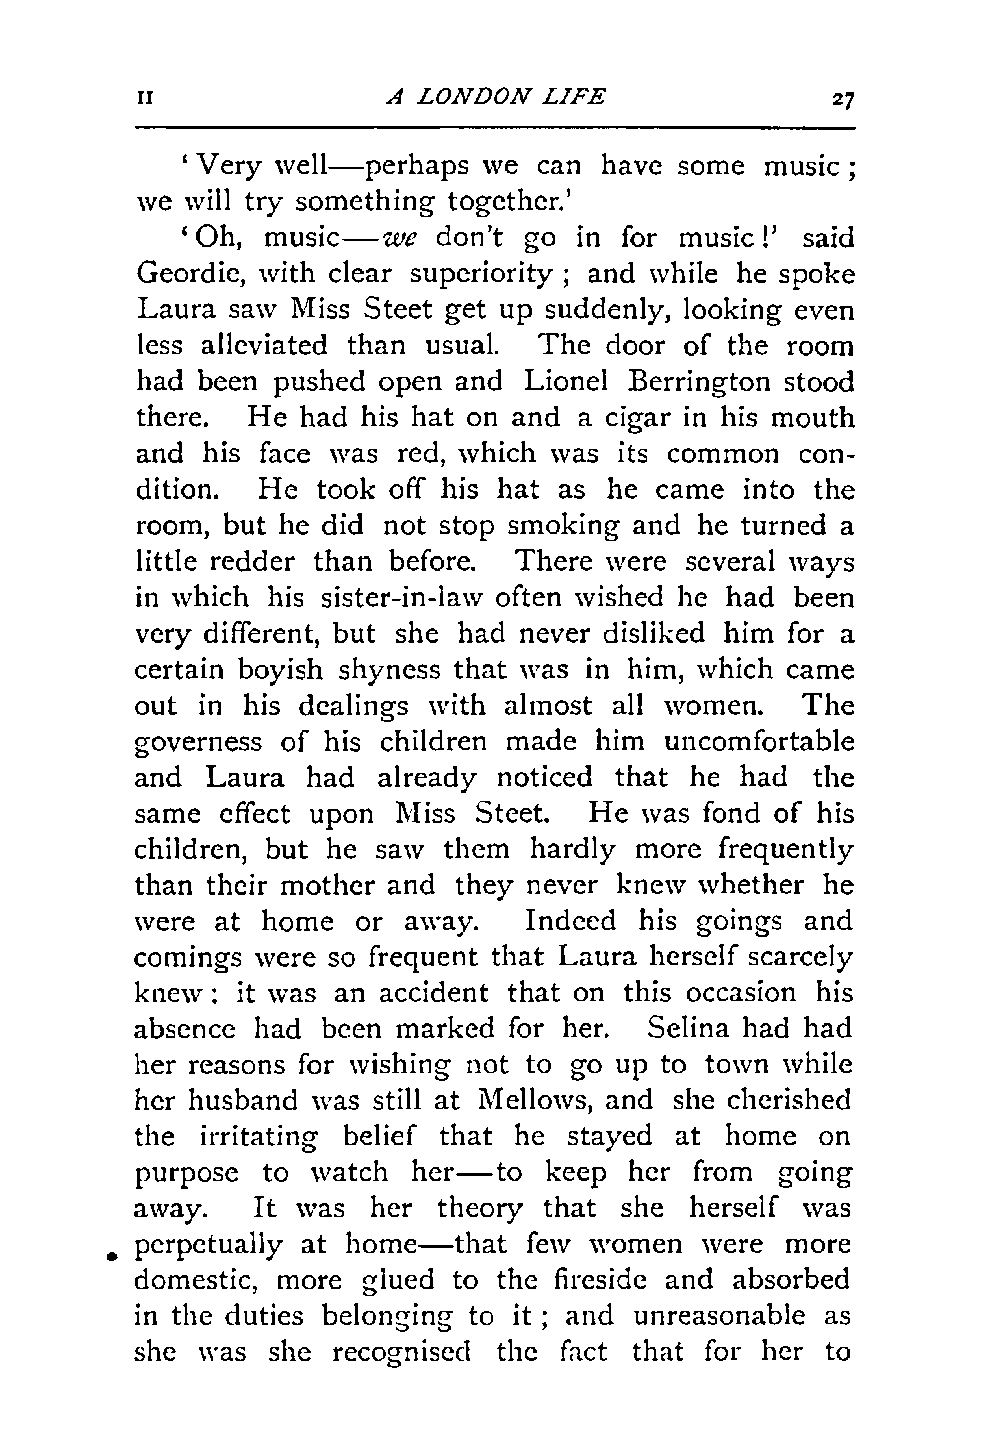 II A LONDON LIFE 27
‘Very well—perhaps we can have some music;
we will try something together.’
‘Oh, music—we don't go in for music!’ said
Geordie, with clear superiority; and while he spoke
Laura saw Miss Steet get up suddenly, looking even
less alleviated than usual. The door of the room
had been pushed open and Lionel Berrington stood
there. He had his hat on and a cigar in his mouth
and his face was red, which was its common con-
dition. He took off his hat as he came into the
room, but he did not stop smoking and he turned a
little redder than before. There were several ways
in which his sister-in-law often wished he had been
very different, but she had never disliked him for a
certain boyish shyness that was in him, which came
out in his dealings with almost all women. The
governess of his children made him uncomfortable
and Laura had already noticed that he had the
same effect upon Miss Steet. He was fond of his
children, but he saw them hardly more frequently
than their mother and they never knew whether he
were at home or away. Indeed his goings and
comings were so frequent that Laura herself scarcely
knew: it was an accident that on this occasion his
absence had been marked for her. Selina had had
her reasons for wishing not to go up to town while
her husband was still at Mellows, and she cherished
the irritating belief that he stayed at home on
purpose to watch her—to keep her from going
away. It was her theory that she herself was
perpetually at home—that few women were more
domestic, more glued to the fireside and absorbed
in the duties belonging to it; and unreasonable as
she was she recognised the fact that for her to